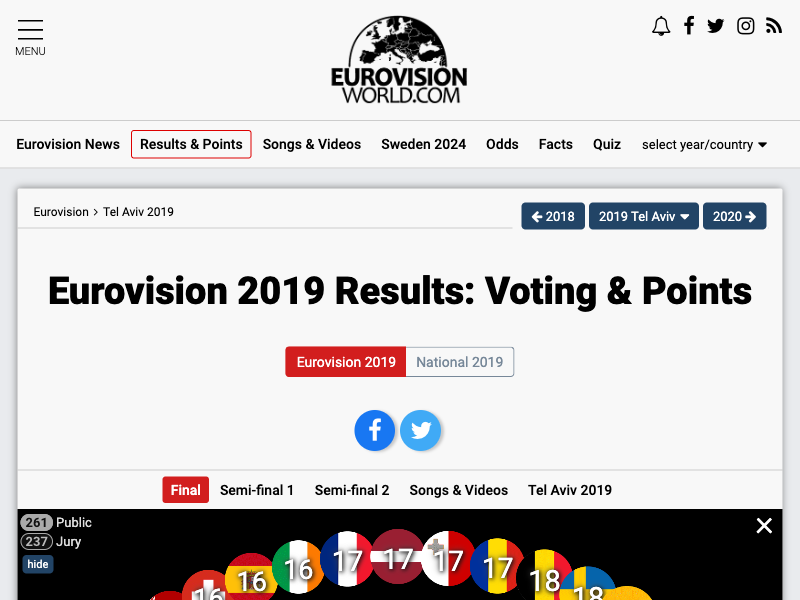 MENU
EUROVISION
WORLD.COM
Eurovision News
Results & Points
Songs & Videos
Sweden 2024
Odds
Facts
Quiz
select year/country
Eurovision > Tel Aviv 2019
2018
2019 Tel Aviv
2020
Eurovision 2019 Results: Voting & Points
Eurovision 2019
National 2019
Final
Semi-final 1
Semi-final 2
Songs & Videos
Tel Aviv 2019
261 Public
237 Jury
hide
16
16
16
17
17
17
17
18
18